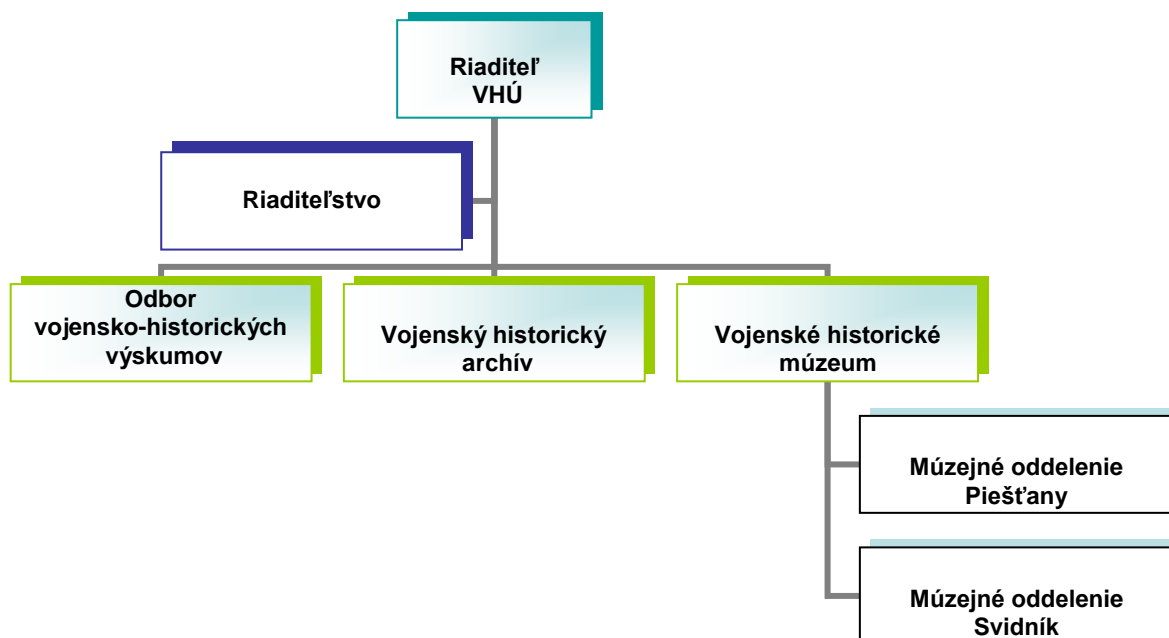 Riaditeľ
VHÚ
Riaditeľstvo
Odbor
vojensko-historických
výskumov
Vojenský historický
archív
Vojenské historické
múzeum
Múzejné oddelenie
Piešťany
Múzejné oddelenie
Svidník